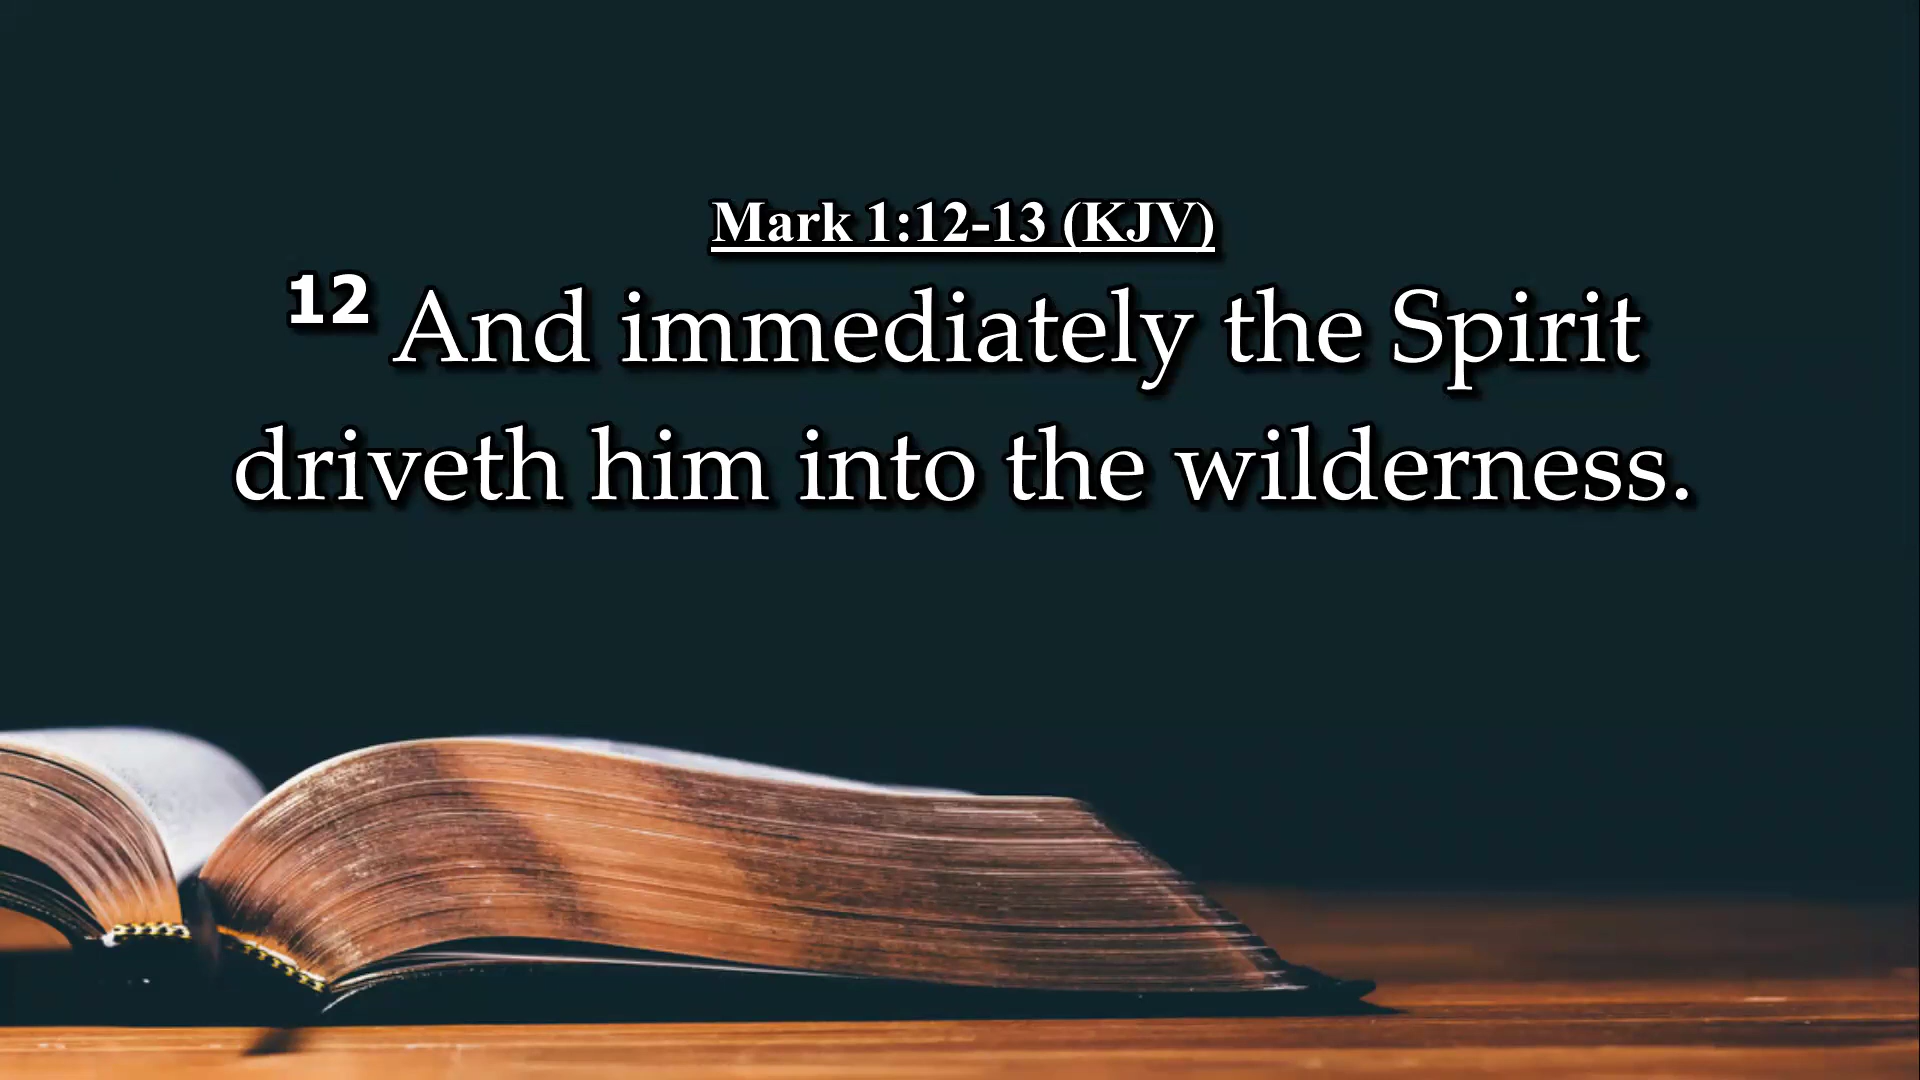 Mark 1:12-13 (KJV)
12 And immediately the Spirit
driveth him into the wilderness.